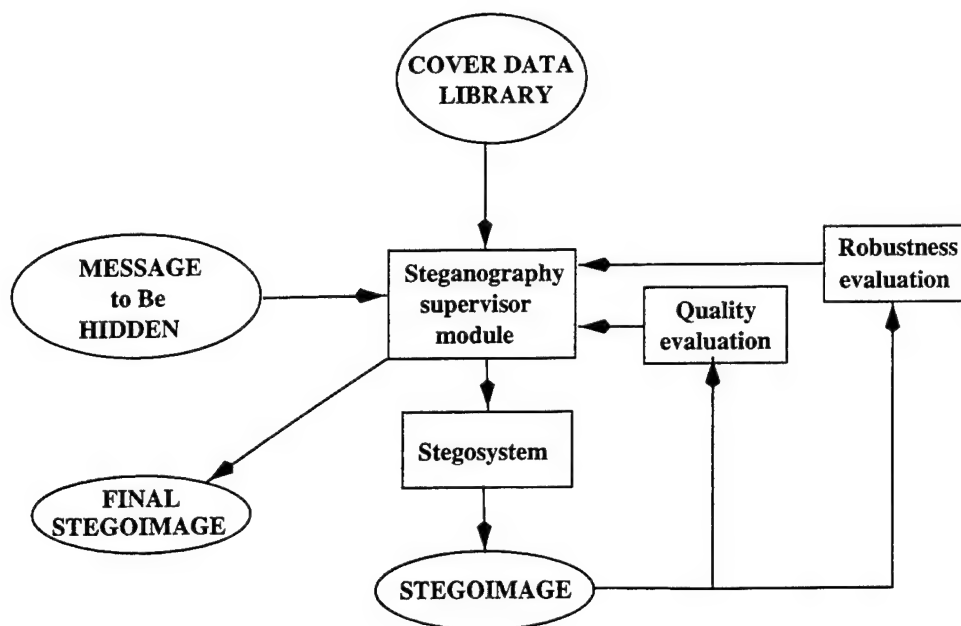 COVER DATA
LIBRARY
MESSAGE
to Be
HIDDEN
Steganography
supervisor
module
Robustness
evaluation
Quality
evaluation
Stegosystem
FINAL
STEGOIMAGE
STEGOIMAGE